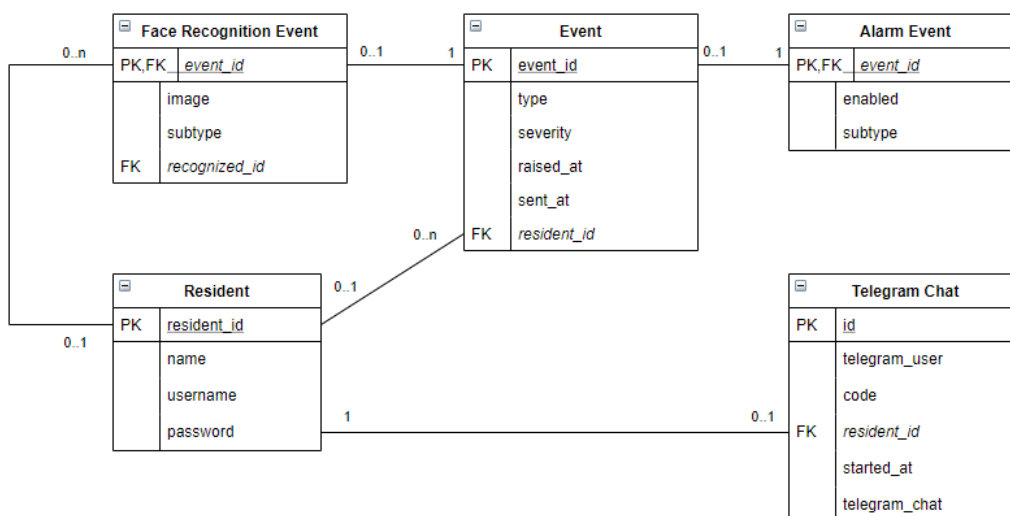 Face Recognition Event
PK,FK event_id
image
subtype
FK recognized_id
0..n
0..1
1
Event
PK event_id
type
severity
raised_at
sent_at
FK resident_id
0..1
1
Alarm Event
PK,FK event_id
enabled
subtype
0..n
0..1
0..1
Resident
PK resident_id
name
username
password
1
0..1
Telegram Chat
PK id
telegram_user
code
FK resident_id
started_at
telegram_chat